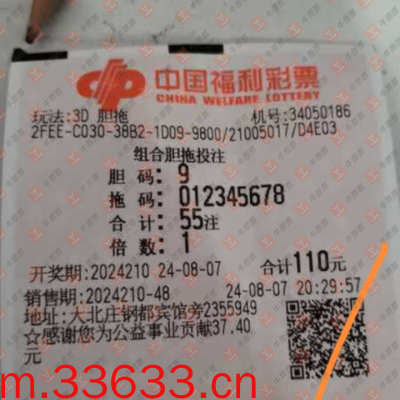 中国福利彩票
CHINA WELFARE LOTTERY
玩法:3D 胆拖 机号:34050186
2FEE-C030-38B2-1D09-9800/21005017/D4E03
组合胆拖投注
胆 码: 9
拖 码: 012345678
合 计: 55注
倍 数: 1
开奖期:2024210 24-08-07 合计110元
销售期:2024210-48 24-08-07 20:29:57
地址:大北庄钢都宾馆旁2355949
☆感谢您为公益事业贡献37.40
元
m.33633.cn